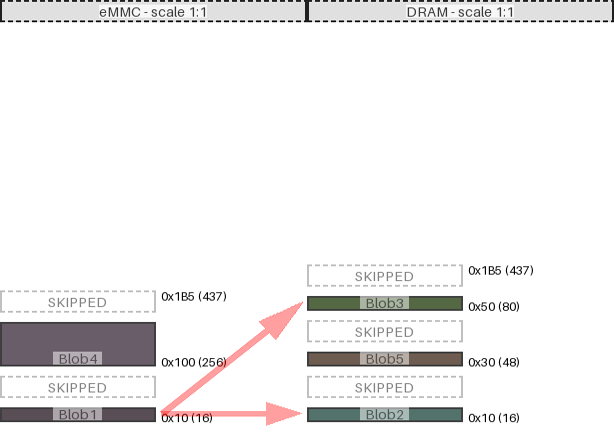 eMMC - scale 1:1
DRAM - scale 1:1
SKIPPED
0x1B5 (437)
Blob4
0x100 (256)
SKIPPED
Blob1
0x10 (16)
SKIPPED
0x1B5 (437)
Blob3
0x50 (80)
SKIPPED
Blob5
0x30 (48)
SKIPPED
Blob2
0x10 (16)